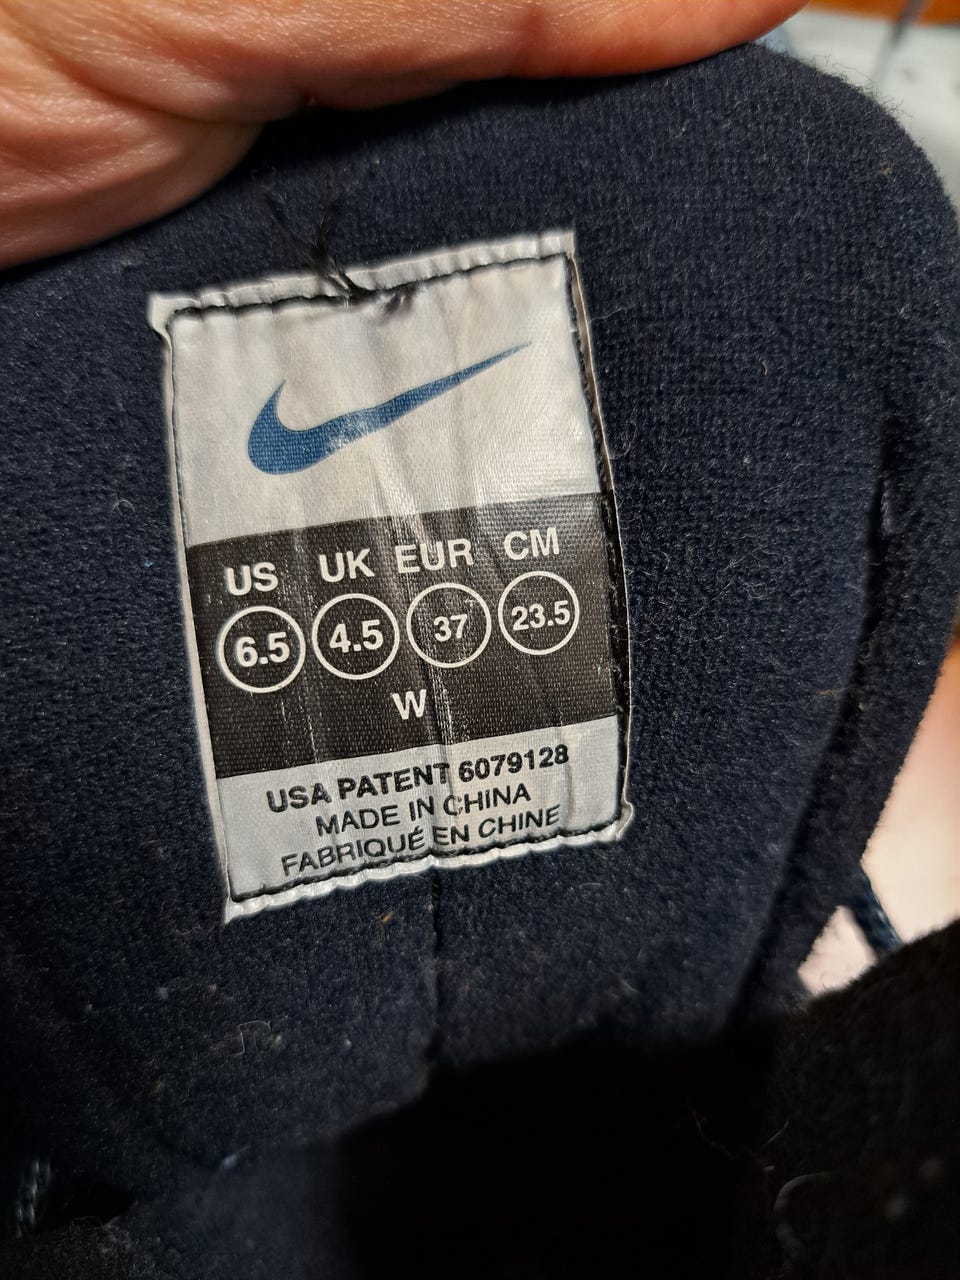 US UK EUR CM
6.5 4.5 37 23.5
W
USA PATENT 6079128
MADE IN CHINA
FABRIQUÉ EN CHINE